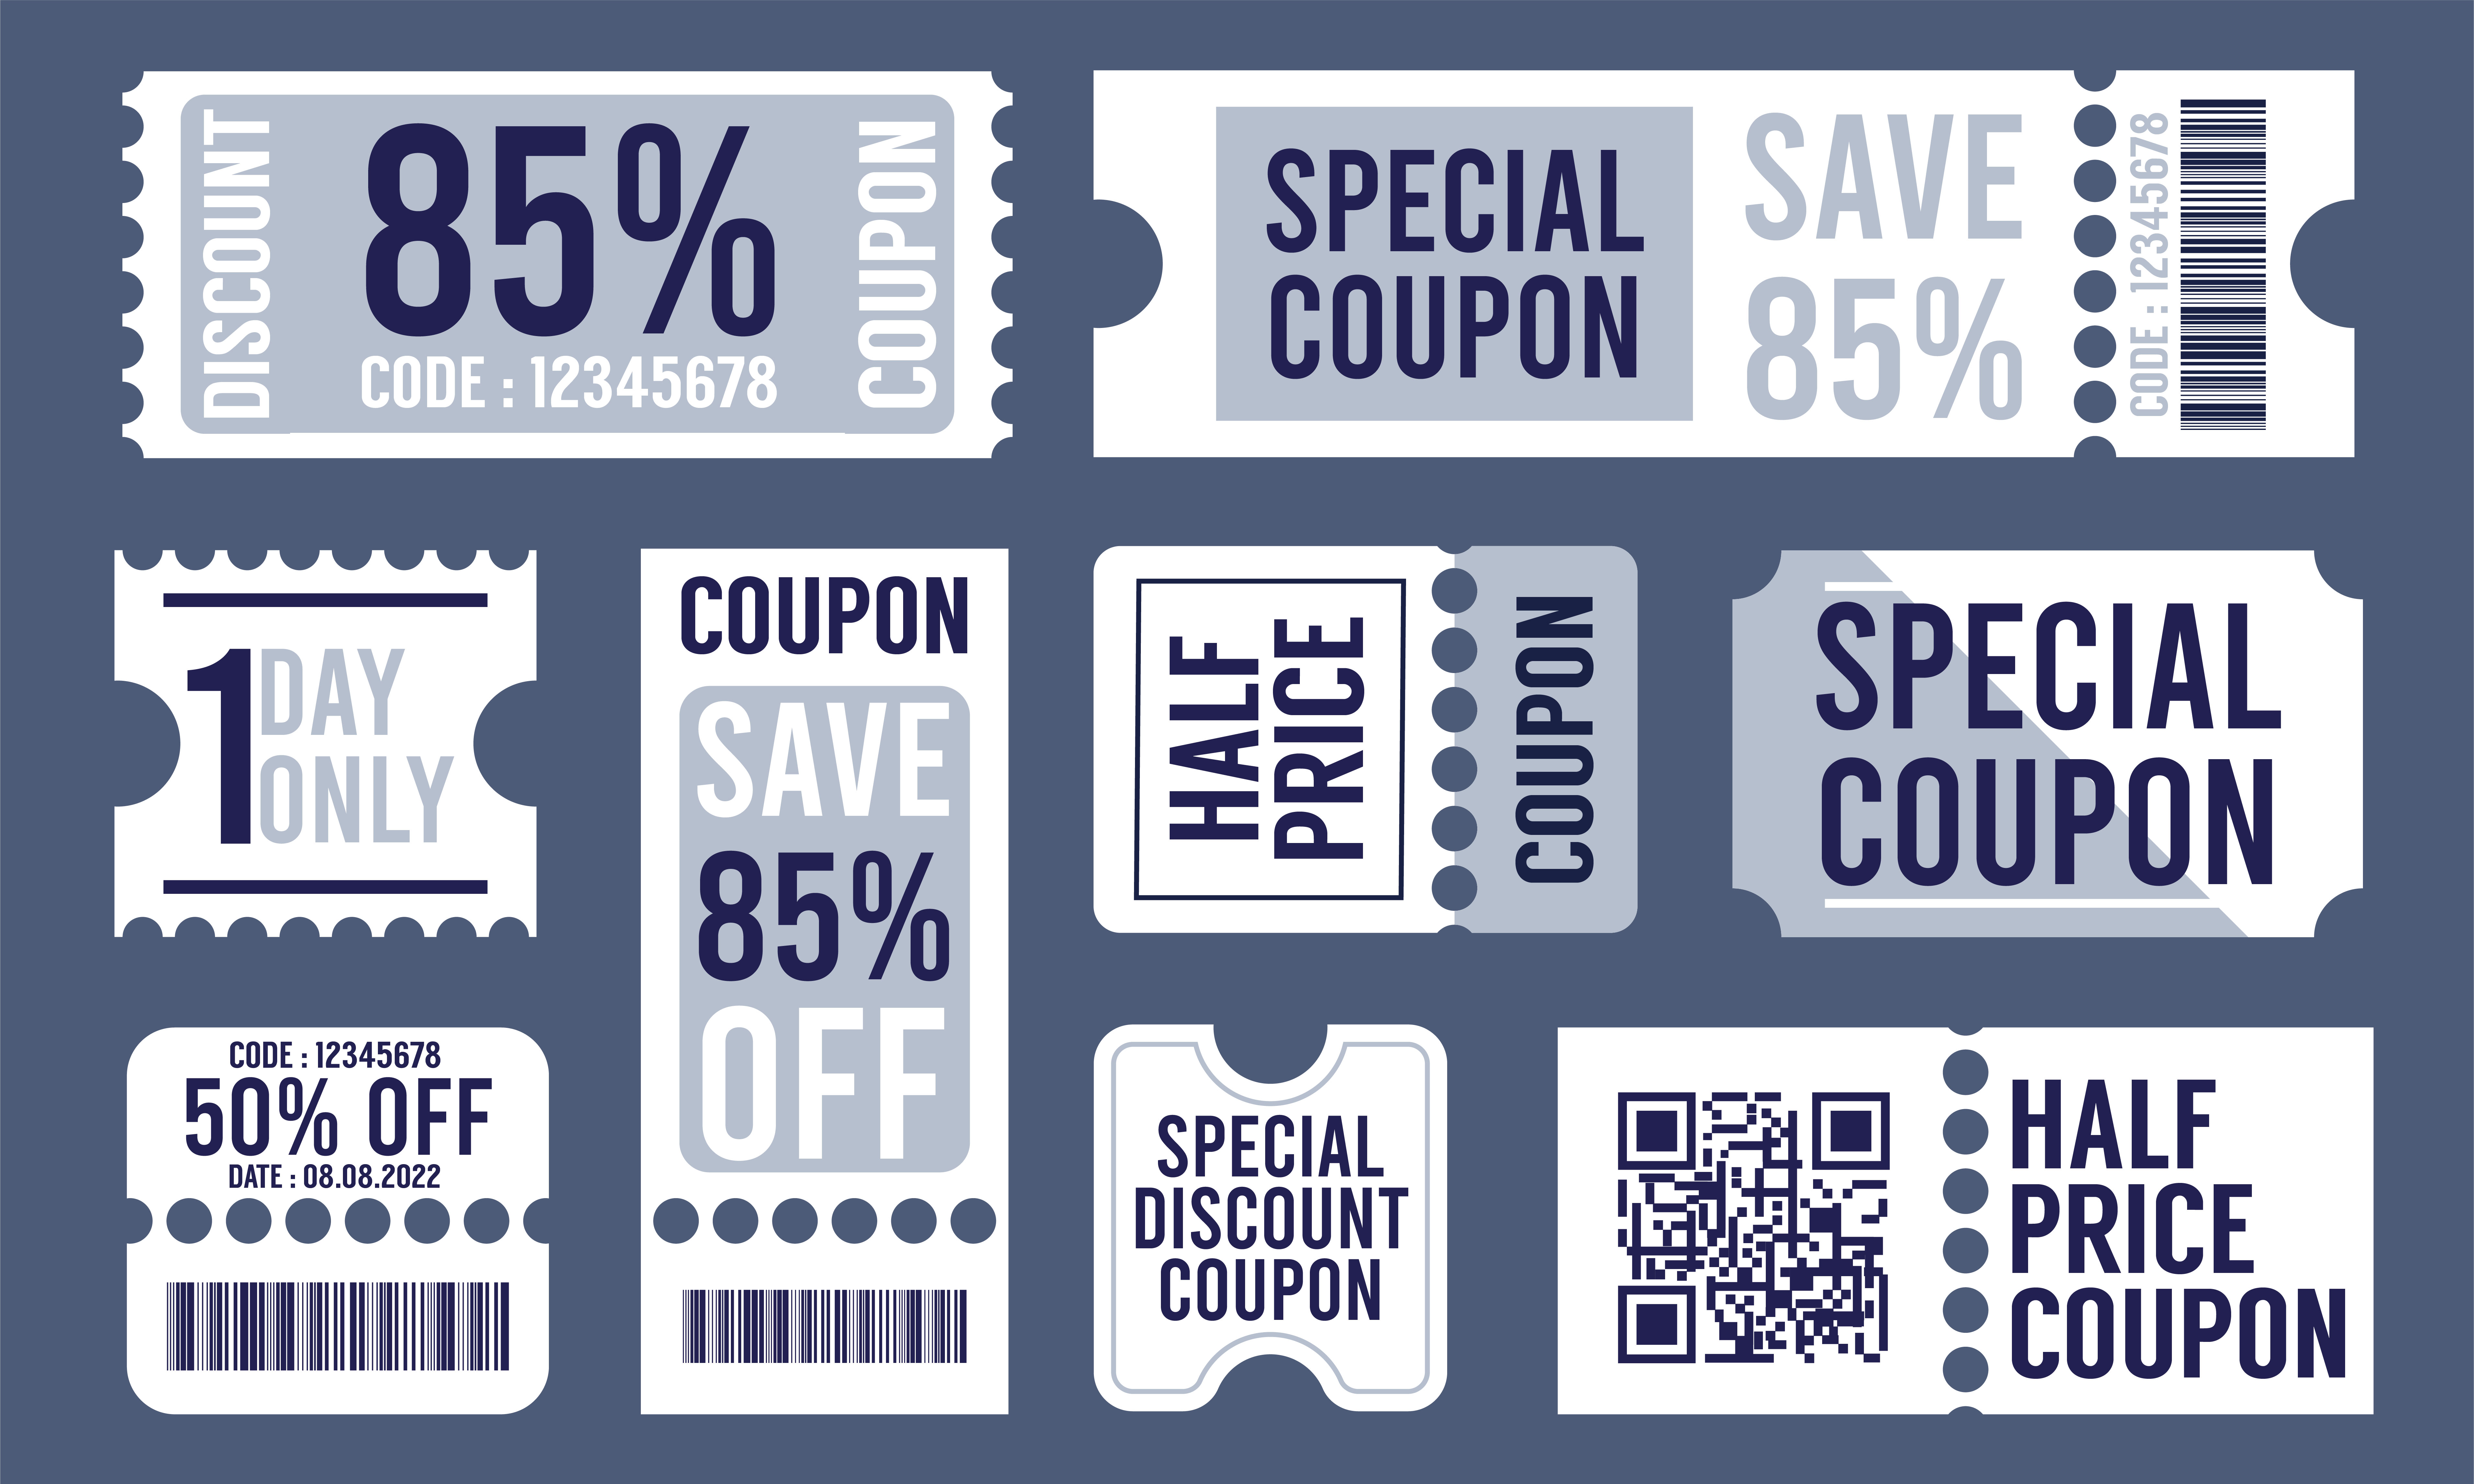 DISCOUNT
85%
CODE : 12345678
COUPON
SPECIAL
COUPON
SAVE
85%
CODE : 12345678
1 DAY
ONLY
COUPON
SAVE
85%
OFF
HALF
PRICE
COUPON
SPECIAL
COUPON
CODE : 12345678
50% OFF
DATE : 08.08.2022
SPECIAL
DISCOUNT
COUPON
HALF
PRICE
COUPON